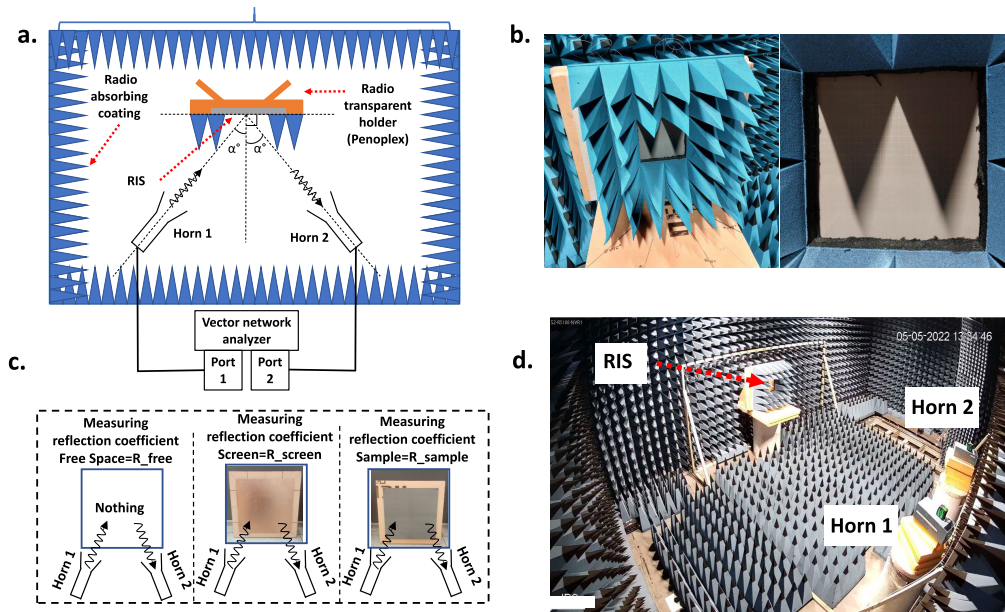 a.
Radio
absorbing
coating
Radio
transparent
holder
(Penoplex)
α° α°
RIS
Horn 1
Horn 2
Vector network
analyzer
Port
1
Port
2
b.
c.
Measuring
reflection coefficient
Free Space=R_free
Nothing
Horn 1
Horn 2
Measuring
reflection coefficient
Screen=R_screen
Horn 1
Horn 2
Measuring
reflection coefficient
Sample=R_sample
Horn 1
Horn 2
d.
05-05-2022 13:34:46
RIS
Horn 2
Horn 1